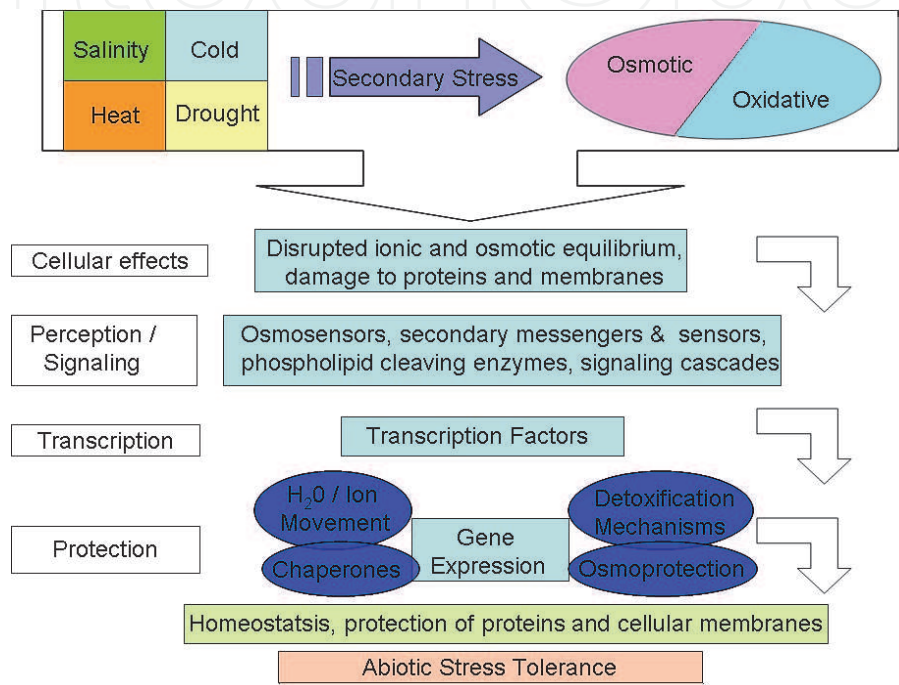 Salinity
Cold
Heat
Drought
Secondary Stress
Osmotic
Oxidative
Cellular effects
Disrupted ionic and osmotic equilibrium,
damage to proteins and membranes
Perception /
Signaling
Osmosensors, secondary messengers & sensors,
phospholipid cleaving enzymes, signaling cascades
Transcription
Transcription Factors
Protection
H₂0 / Ion
Movement
Chaperones
Gene
Expression
Detoxification
Mechanisms
Osmoprotection
Homeostatsis, protection of proteins and cellular membranes
Abiotic Stress Tolerance